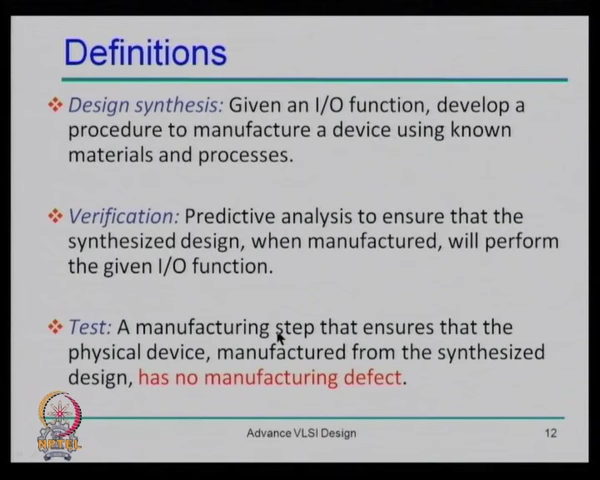 Definitions
Design synthesis: Given an I/O function, develop a
procedure to manufacture a device using known
materials and processes.
Verification: Predictive analysis to ensure that the
synthesized design, when manufactured, will perform
the given I/O function.
Test: A manufacturing step that ensures that the
physical device, manufactured from the synthesized
design, has no manufacturing defect.
NPTEL
Advance VLSI Design
12